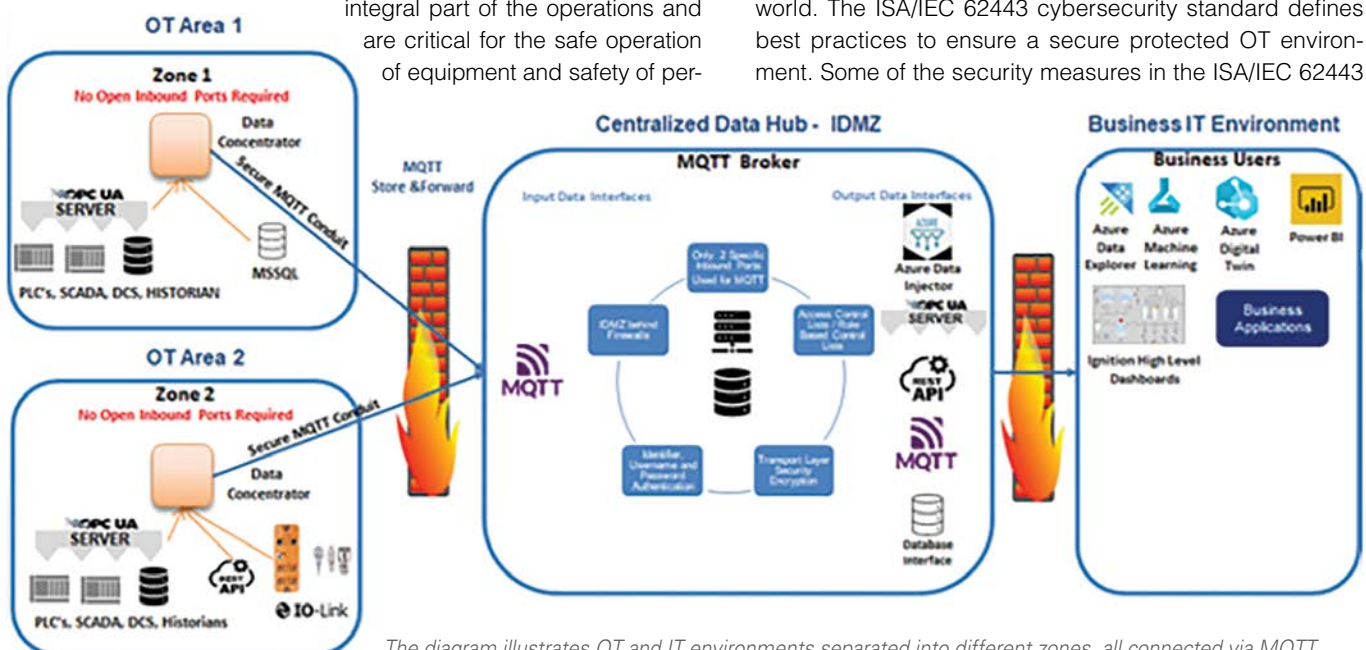 integral part of the operations and
are critical for the safe operation
of equipment and safety of per-
world. The ISA/IEC 62443 cybersecurity standard defines
best practices to ensure a secure protected OT environ-
ment. Some of the security measures in the ISA/IEC 62443
OT Area 1
Zone 1
No Open Inbound Ports Required
Data
Concentrator
Secure MQTT Conduit
OPC UA
SERVER
MSSQL
PLC's, SCADA, DCS, HISTORIAN
OT Area 2
Zone 2
No Open Inbound Ports Required
Secure MQTT Conduit
Data
Concentrator
OPC UA
SERVER
REST
API
IO-Link
PLC's, SCADA, DCS, Historians
MQTT
Store &Forward
Centralized Data Hub - IDMZ
MQTT Broker
Input Data Interfaces
MQTT
Only 2 Specific
Inbound Ports
Used for MQTT
IDMZ behind
Firewalls
Access Control
Lists / Role
Based Control
Lists
Identifier,
Username and
Password
Authentication
Transport Layer
Security
Encryption
Output Data Interfaces
AZURE
Azure Data
Injector
OPC UA
SERVER
REST
API
MQTT
Database
Interface
Business IT Environment
Business Users
Azure
Data
Explorer
Azure
Machine
Learning
Azure
Digital
Twin
Power BI
Ignition High Level
Dashboards
Business
Applications
The diagram illustrates OT and IT environments separated into different zones, all connected via MQTT